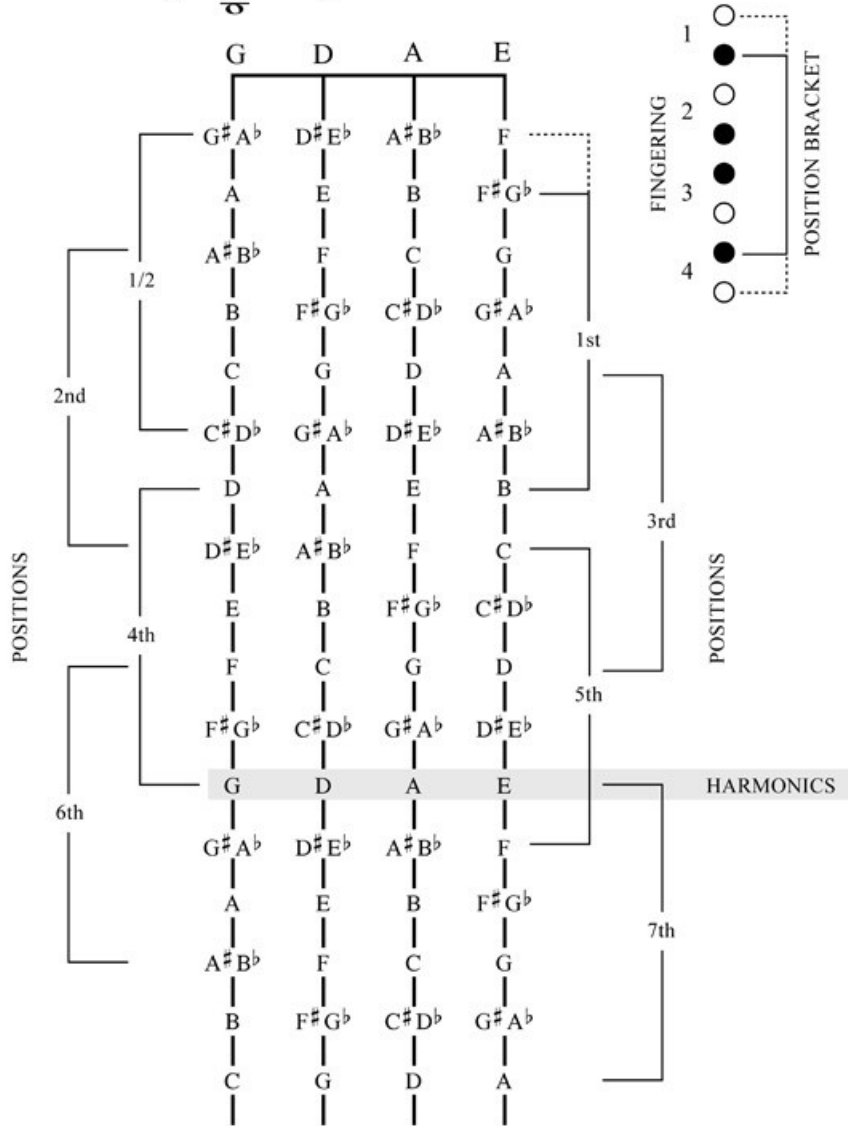 8
G D A E
1
2
3
4
FINGERING
POSITION BRACKET
G♯A♭ D♯E♭ A♯B♭ F
A E B F♯G♭
A♯B♭ F C G
1/2
B F♯G♭ C♯D♭ G♯A♭
1st
C G D A
2nd
C♯D♭ G♯A♭ D♯E♭ A♯B♭
D A E B
3rd
D♯E♭ A♯B♭ F C
POSITIONS
POSITIONS
E B F♯G♭ C♯D♭
4th
F C G D
5th
F♯G♭ C♯D♭ G♯A♭ D♯E♭
G D A E HARMONICS
6th
G♯A♭ D♯E♭ A♯B♭ F
A E B F♯G♭
7th
A♯B♭ F C G
B F♯G♭ C♯D♭ G♯A♭
C G D A